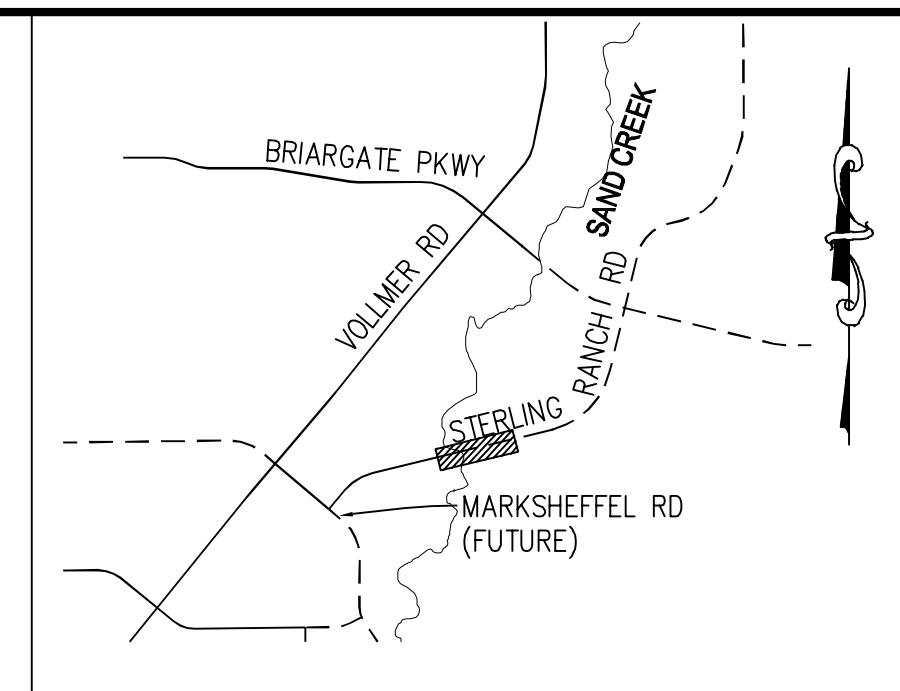 BRIARGATE PKWY
SAND CREEK
VOLLMER RD
STERLING RANCH RD
MARKSHEFFEL RD
(FUTURE)